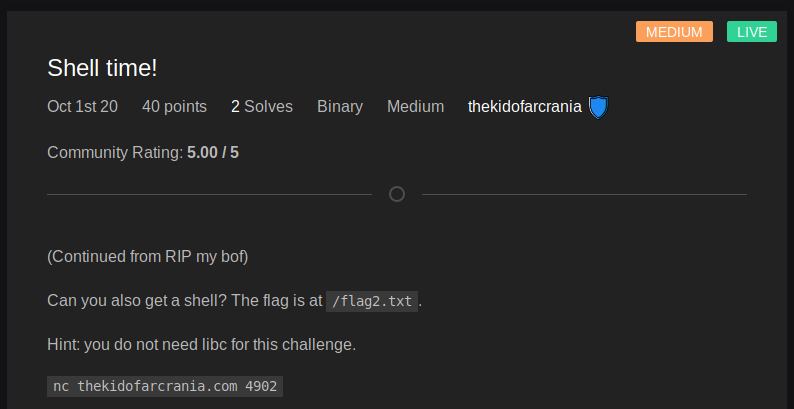 MEDIUM LIVE
Shell time!
Oct 1st 20 40 points 2 Solves Binary Medium thekidofarcrania
Community Rating: 5.00 / 5
(Continued from RIP my bof)
Can you also get a shell? The flag is at /flag2.txt.
Hint: you do not need libc for this challenge.
nc thekidofarcrania.com 4902